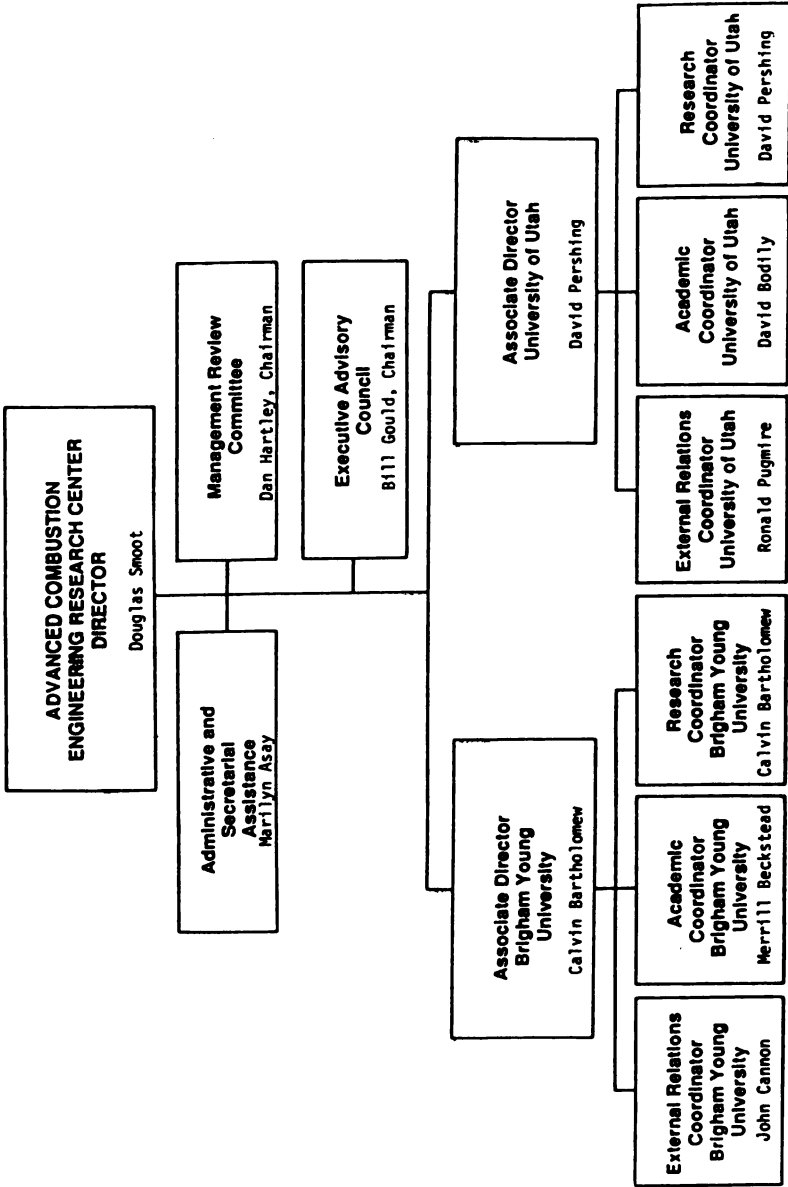 ADVANCED COMBUSTION
ENGINEERING RESEARCH CENTER
DIRECTOR
Douglas Smoot
Administrative and
Secretarial
Assistance
Marilyn Asay
Management Review
Committee
Dan Hartley, Chairman
Executive Advisory
Council
Bill Gould, Chairman
Associate Director
Brigham Young
University
Calvin Bartholomew
Associate Director
University of Utah
David Pershing
External Relations
Coordinator
Brigham Young
University
John Cannon
Academic
Coordinator
Brigham Young
University
Merrill Beckstead
Research
Coordinator
Brigham Young
University
Calvin Bartholomew
External Relations
Coordinator
University of Utah
Ronald Pugmire
Academic
Coordinator
University of Utah
David Bodily
Research
Coordinator
University of Utah
David Pershing